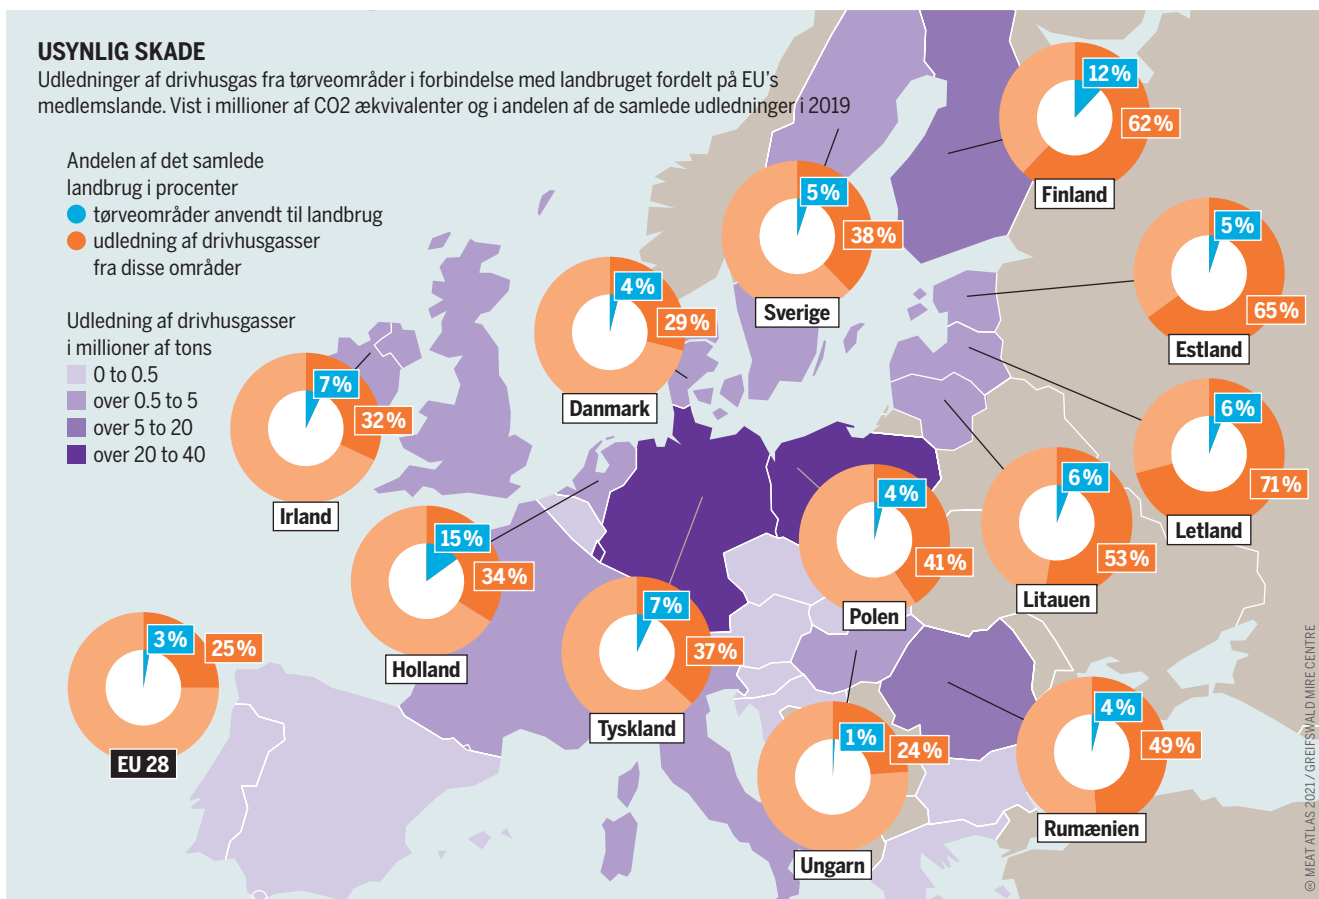 USYNLIG SKADE
Udledninger af drivhusgas fra tørveområder i forbindelse med landbruget fordelt på EU's
medlemslande. Vist i millioner af CO2 ækvivalenter og i andelen af de samlede udledninger i 2019
Andelen af det samlede
landbrug i procenter
tørveområder anvendt til landbrug
udledning af drivhusgasser
fra disse områder
Udledning af drivhusgasser
i millioner af tons
0 to 0.5
over 0.5 to 5
over 5 to 20
over 20 to 40
12 %
62 %
Finland
5 %
38 %
Sverige
5 %
65 %
Estland
4 %
29 %
Danmark
7 %
32 %
Irland
6 %
71 %
Letland
6 %
53 %
Litauen
4 %
41 %
Polen
15 %
34 %
Holland
7 %
37 %
Tyskland
3 %
25 %
EU 28
1 %
24 %
Ungarn
4 %
49 %
Rumænien
© MEAT ATLAS 2021 / GREIFSWALD MIRE CENTRE